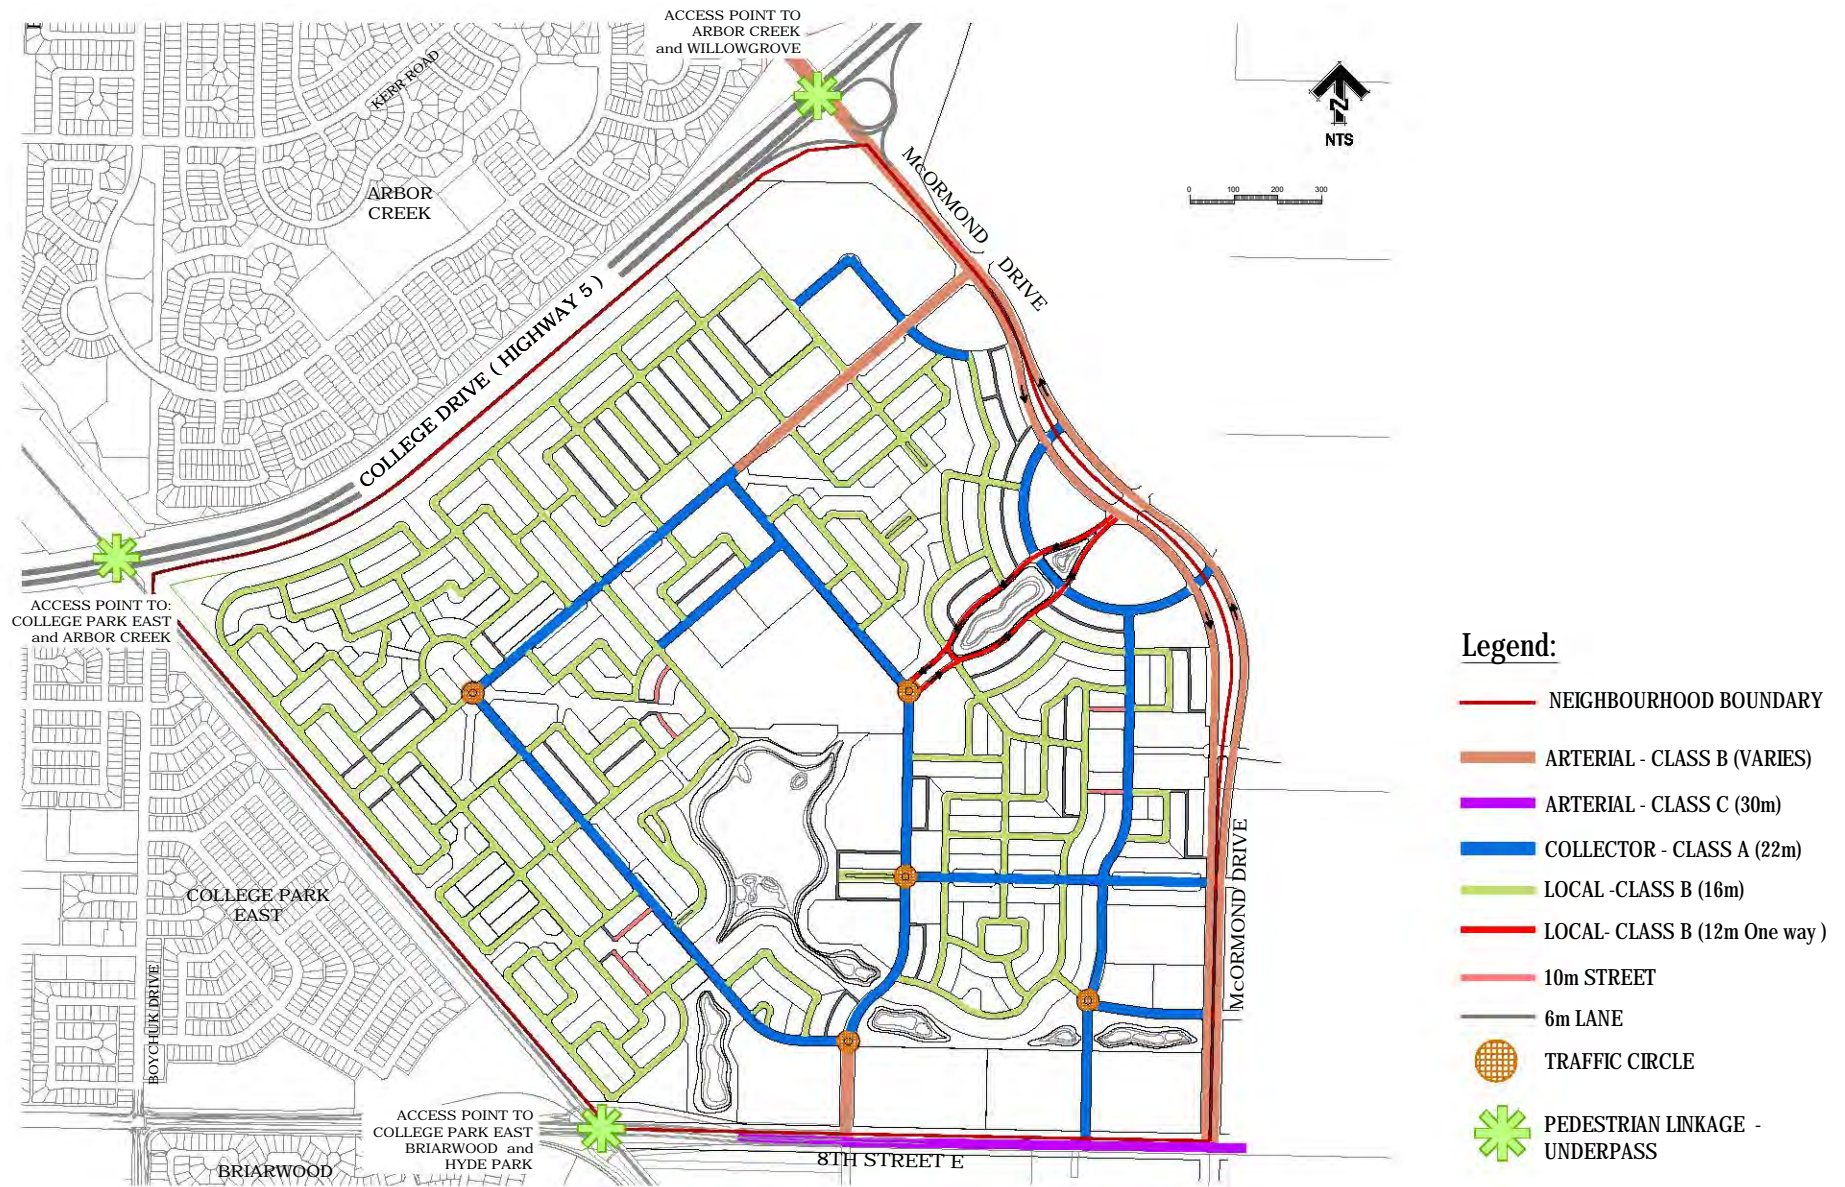 ACCESS POINT TO
ARBOR CREEK
and WILLOWGROVE
KERR ROAD
ARBOR
CREEK
McCORMOND DRIVE
N
NTS
0 100 200 300
COLLEGE DRIVE ( HIGHWAY 5 )
ACCESS POINT TO:
COLLEGE PARK EAST
and ARBOR CREEK
COLLEGE PARK
EAST
BOYCHUK DRIVE
McCORMOND DRIVE
ACCESS POINT TO
COLLEGE PARK EAST
BRIARWOOD and
HYDE PARK
BRIARWOOD
8TH STREET E
Legend:
NEIGHBOURHOOD BOUNDARY
ARTERIAL - CLASS B (VARIES)
ARTERIAL - CLASS C (30m)
COLLECTOR - CLASS A (22m)
LOCAL -CLASS B (16m)
LOCAL- CLASS B (12m One way )
10m STREET
6m LANE
TRAFFIC CIRCLE
PEDESTRIAN LINKAGE -
UNDERPASS